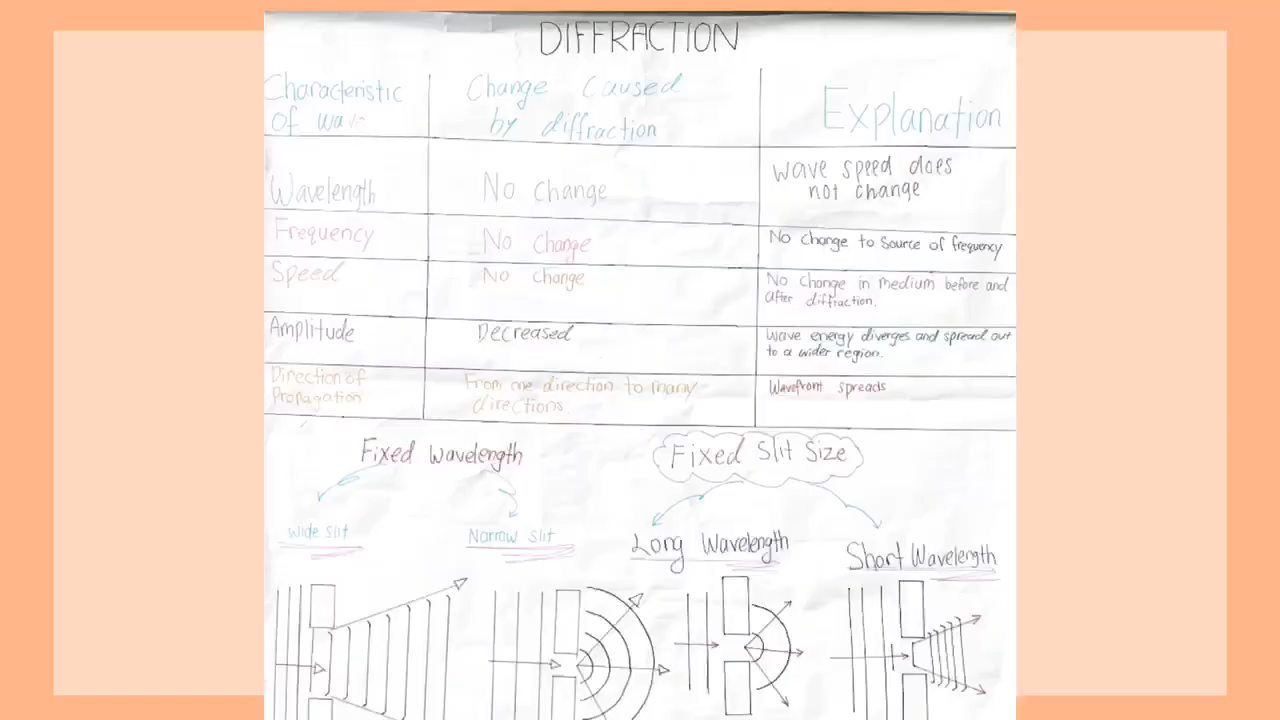 DIFFRACTION
Characteristic
Of wave
Change Caused
by diffraction
Explanation
Wavelength
No change
Wave speed does
not change
Frequency
No Change
No change to Source of frequency
Speed
No change
No Change in medium before and
after diffraction.
Amplitude
Decreased
Wave energy diverges and spread out
to a wider region.
Direction of
Propagation
From one direction to many
directions.
Wavefront spreads
Fixed Wavelength
Fixed Slit Size
Wide Slit
Narrow Slit
Long Wavelength
Short Wavelength